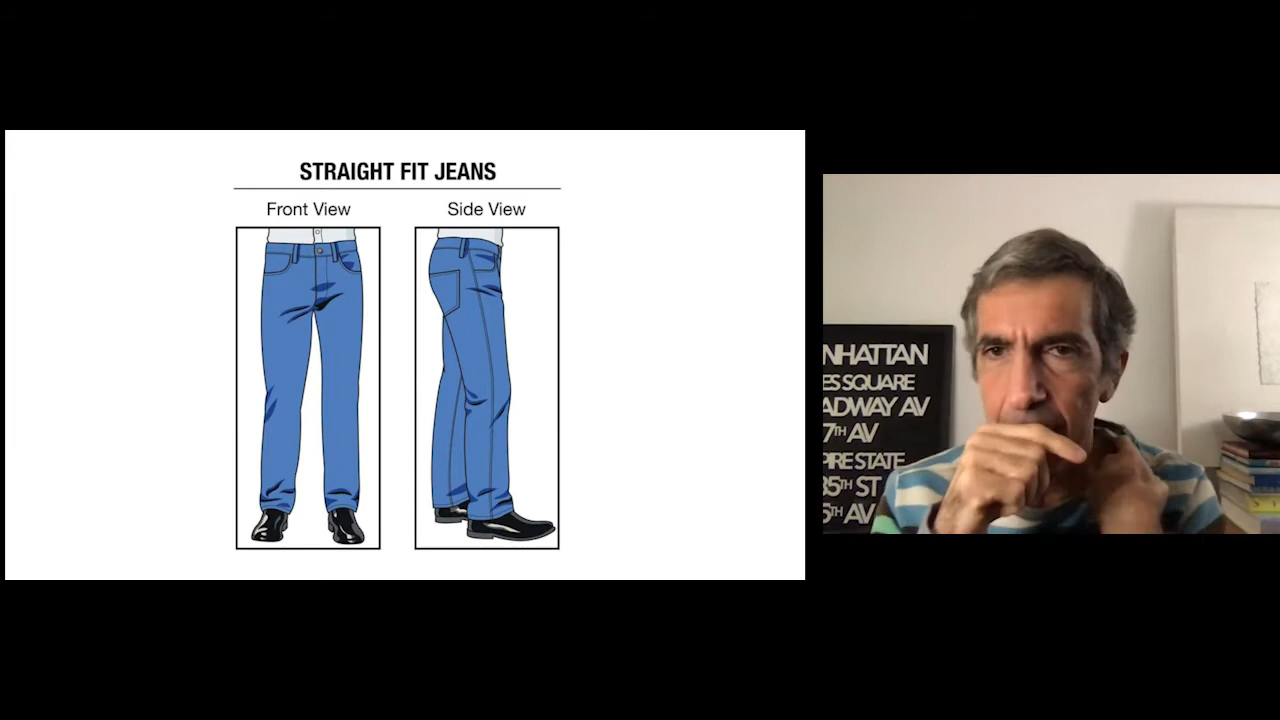 STRAIGHT FIT JEANS
Front View
Side View
NHATTAN
ES SQUARE
ADWAY AV
7TH AV
PIRE STATE
35TH ST
5TH AV